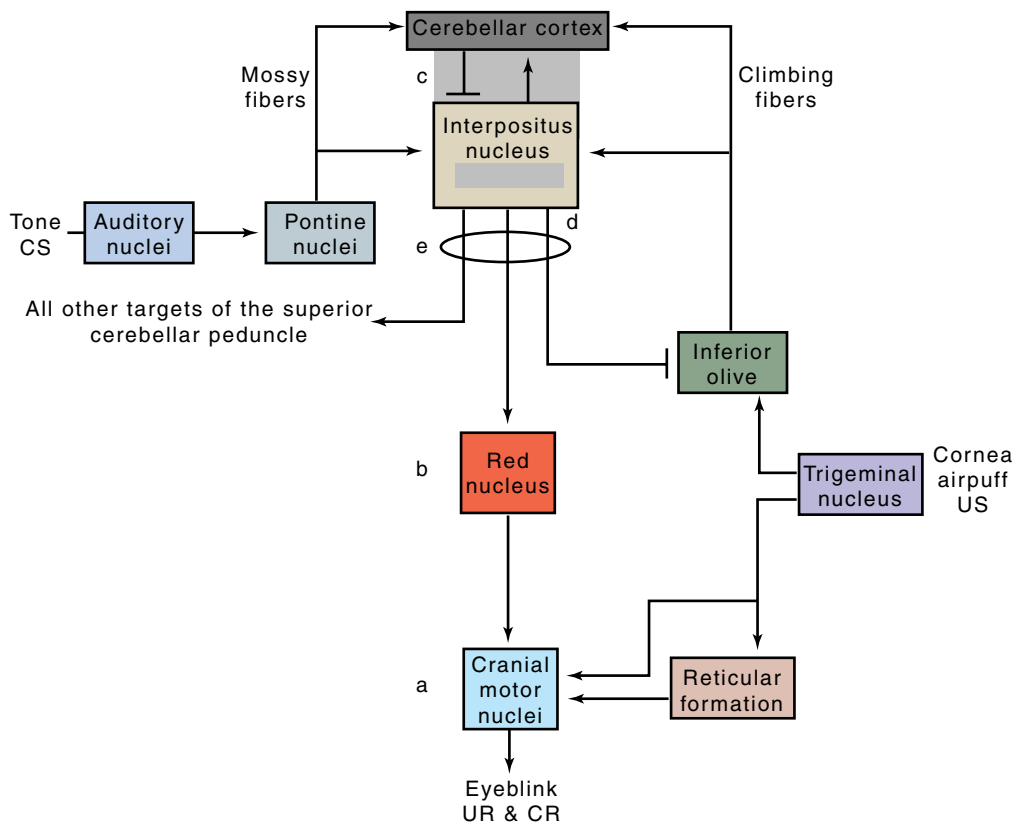 Cerebellar cortex
c
Mossy
fibers
Climbing
fibers
Interpositus
nucleus
Tone
CS
Auditory
nuclei
Pontine
nuclei
d
e
All other targets of the superior
cerebellar peduncle
Inferior
olive
b
Red
nucleus
Trigeminal
nucleus
Cornea
airpuff
US
a
Cranial
motor
nuclei
Reticular
formation
Eyeblink
UR & CR